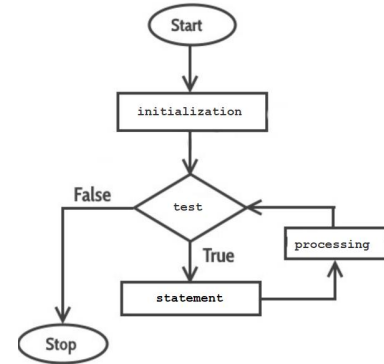 Start
initialization
False
test
processing
True
statement
Stop